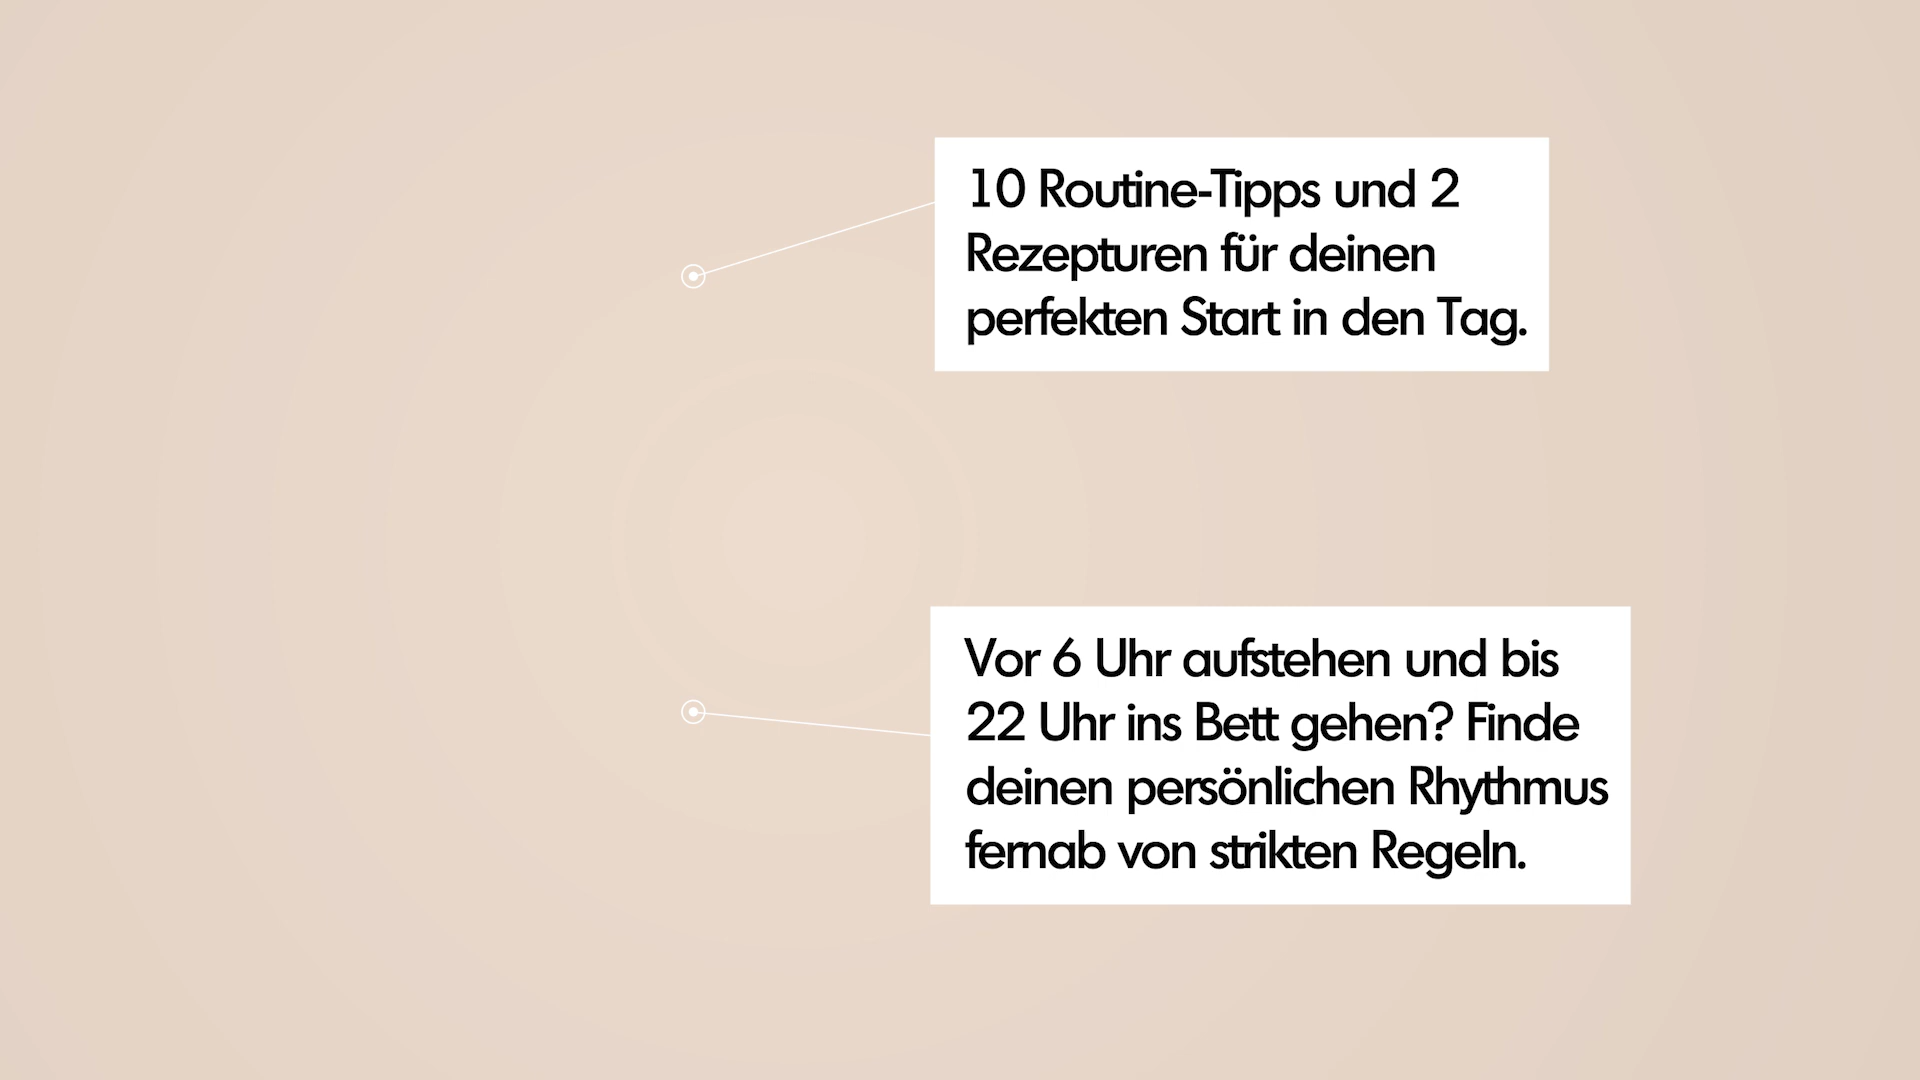 10 Routine-Tipps und 2
Rezepturen für deinen
perfekten Start in den Tag.
Vor 6 Uhr aufstehen und bis
22 Uhr ins Bett gehen? Finde
deinen persönlichen Rhythmus
fernab von strikten Regeln.